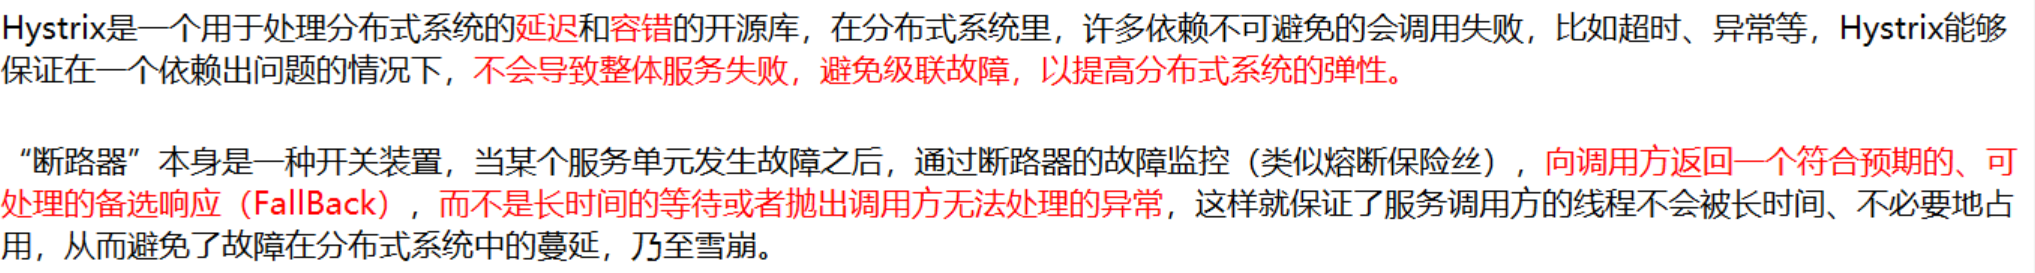 Hystrix是一个用于处理分布式系统的延迟和容错的开源库，在分布式系统里，许多依赖不可避免的会调用失败，比如超时、异常等，Hystrix能够
保证在一个依赖出问题的情况下，不会导致整体服务失败，避免级联故障，以提高分布式系统的弹性。
“断路器”本身是一种开关装置，当某个服务单元发生故障之后，通过断路器的故障监控（类似熔断保险丝），向调用方返回一个符合预期的、可
处理的备选响应（FallBack），而不是长时间的等待或者抛出调用方无法处理的异常，这样就保证了服务调用方的线程不会被长时间、不必要地占
用，从而避免了故障在分布式系统中的蔓延，乃至雪崩。